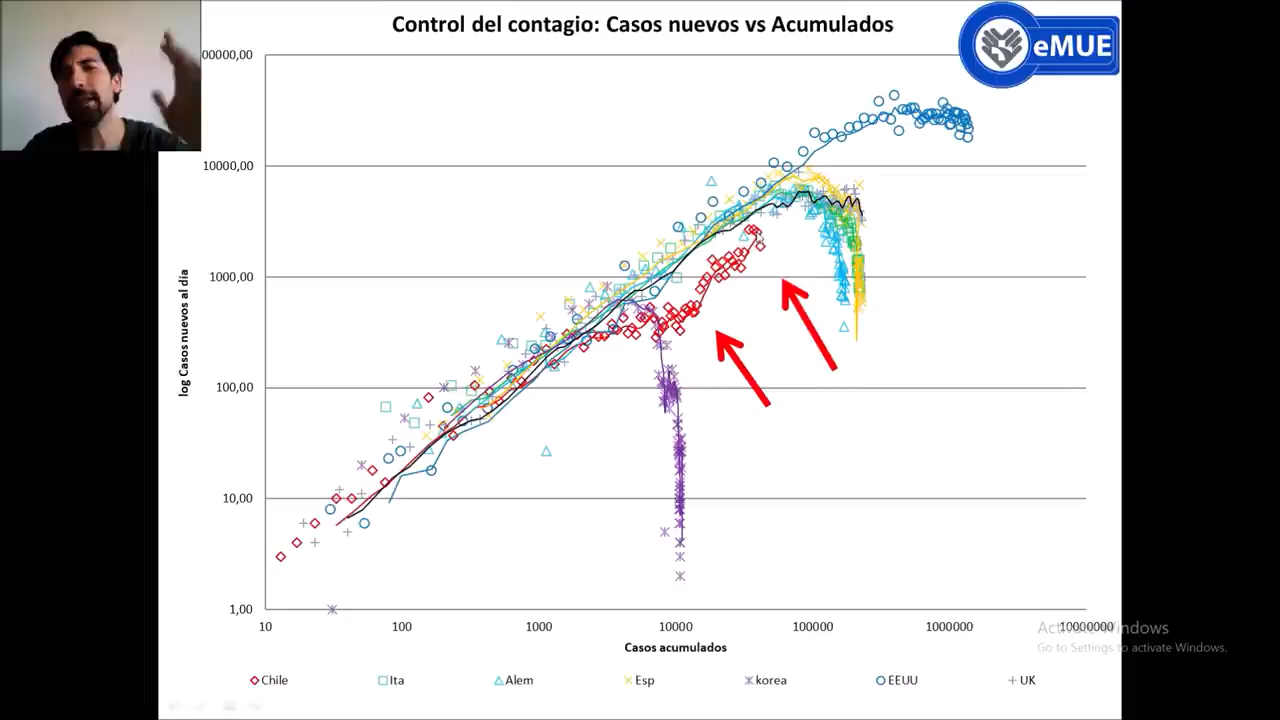 Control del contagio: Casos nuevos vs Acumulados
eMUE
00000,00
10000,00
1000,00
100,00
10,00
1,00
log Casos nuevos al día
10
100
1000
10000
100000
1000000
10000000
Casos acumulados
Chile
Ita
Alem
Esp
korea
EEUU
UK
Activate Windows
Go to Settings to activate Windows.